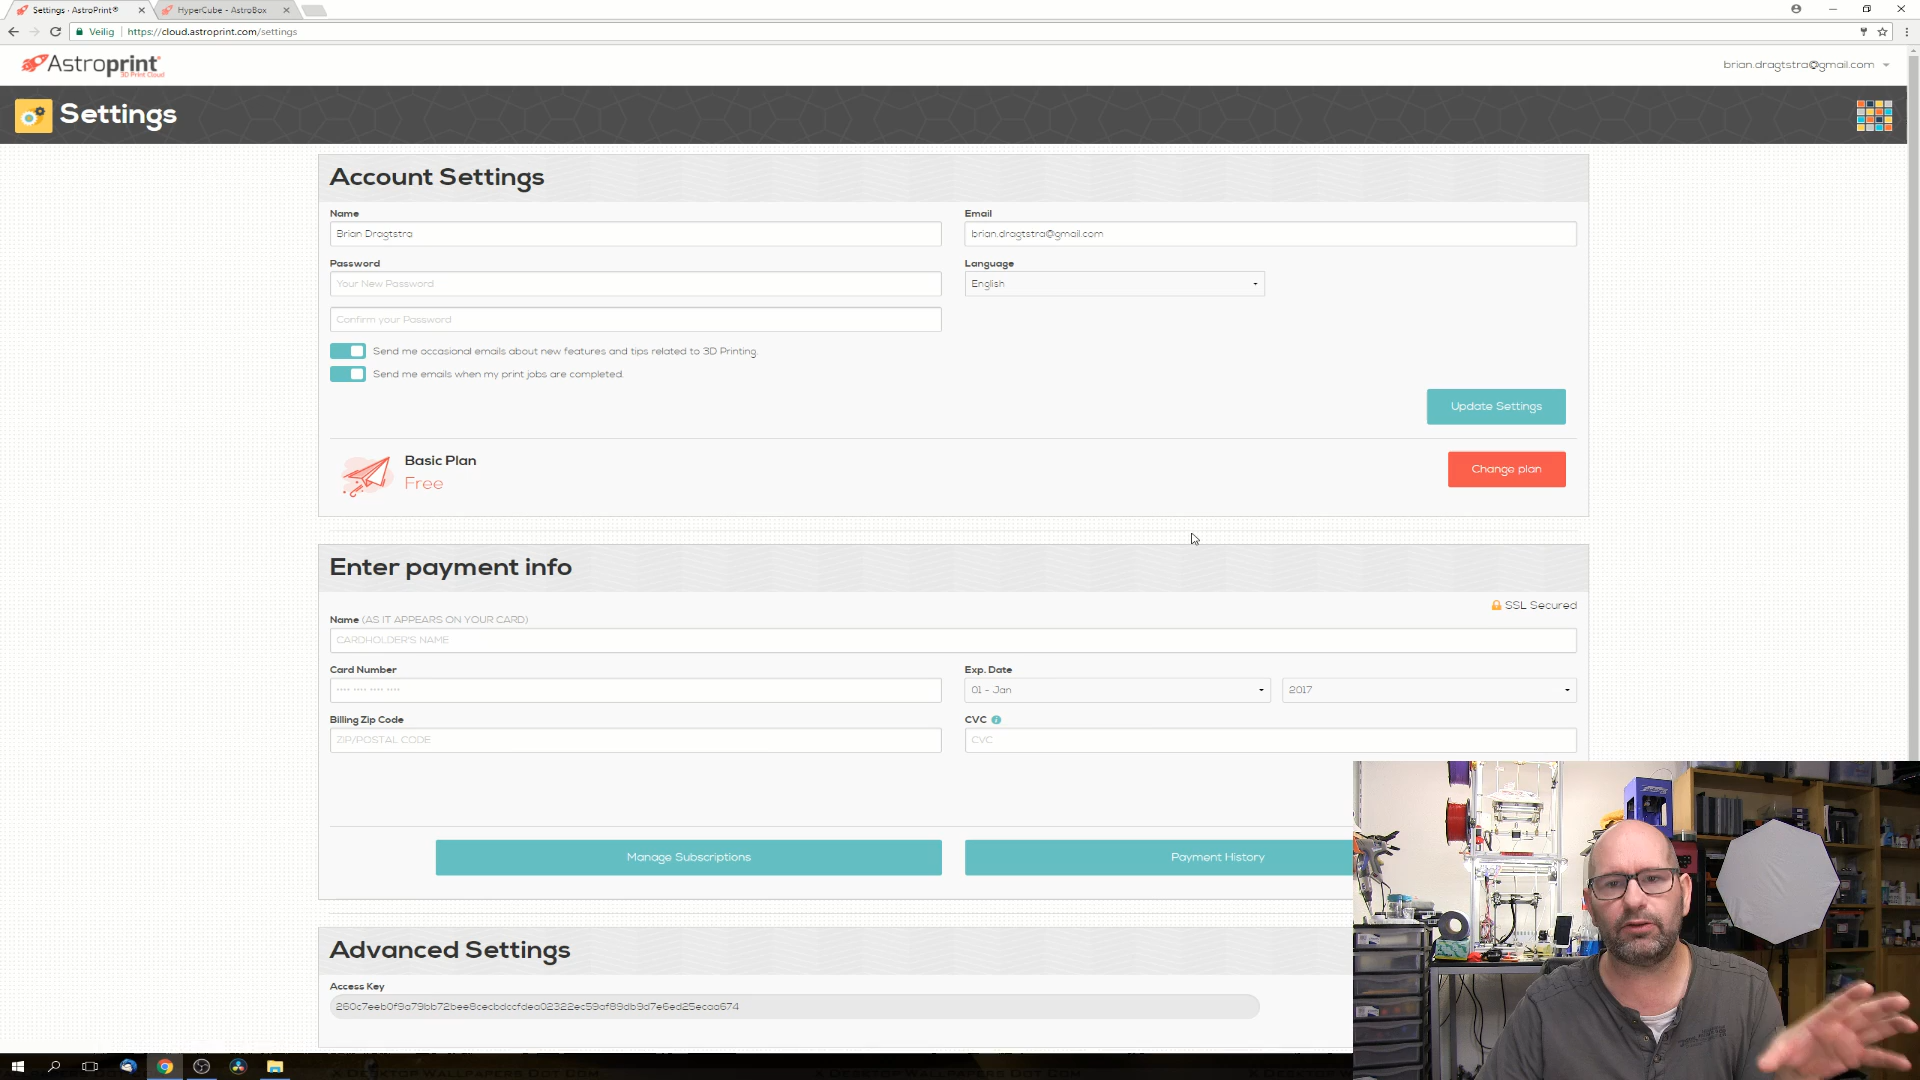 Settings - AstroPrint®
HyperCube - AstroBox
Veilig
https://cloud.astroprint.com/settings
Astroprint®
3D Print Cloud
brian.dragtstra@gmail.com
Settings
Account Settings
Name
Email
Brian Dragtstra
brian.dragtstra@gmail.com
Password
Language
Your New Password
English
Confirm your Password
Send me occasional emails about new features and tips related to 3D Printing.
Send me emails when my print jobs are completed.
Update Settings
Basic Plan
Free
Change plan
Enter payment info
SSL Secured
Name (AS IT APPEARS ON YOUR CARD)
CARDHOLDER'S NAME
Card Number
Exp. Date
•••• •••• •••• ••••
01 - Jan
2017
Billing Zip Code
CVC
ZIP/POSTAL CODE
CVC
Manage Subscriptions
Payment History
Advanced Settings
Access Key
260c7eeb0f9a79bb72bee8cecbdccfdea02322ec59af89db9d7e6ed25ecaa674